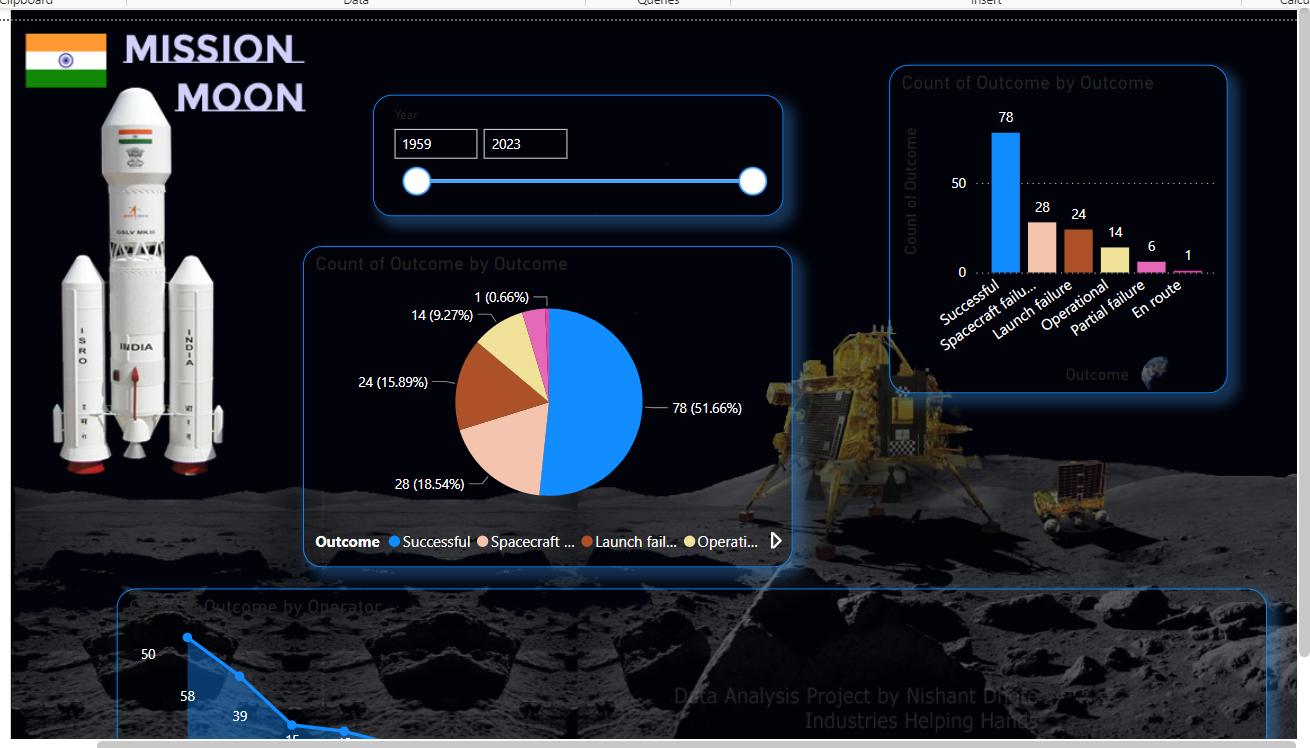 Clipboard
Data
Queries
Insert
MISSION
MOON
Year
1959
2023
Count of Outcome by Outcome
Count of Outcome
78
50
28
24
14
6
1
0
Successful
Spacecraft failu...
Launch failure
Operational
Partial failure
En route
Outcome
GSLV MK III
ISRO
INDIA
INDIA
Count of Outcome by Outcome
1 (0.66%)
14 (9.27%)
24 (15.89%)
78 (51.66%)
28 (18.54%)
Outcome
Successful
Spacecraft ...
Launch fail...
Operati...
Outcome by Operator
50
58
39
15
Data Analysis Project by Nishant
Industries Helping Hands